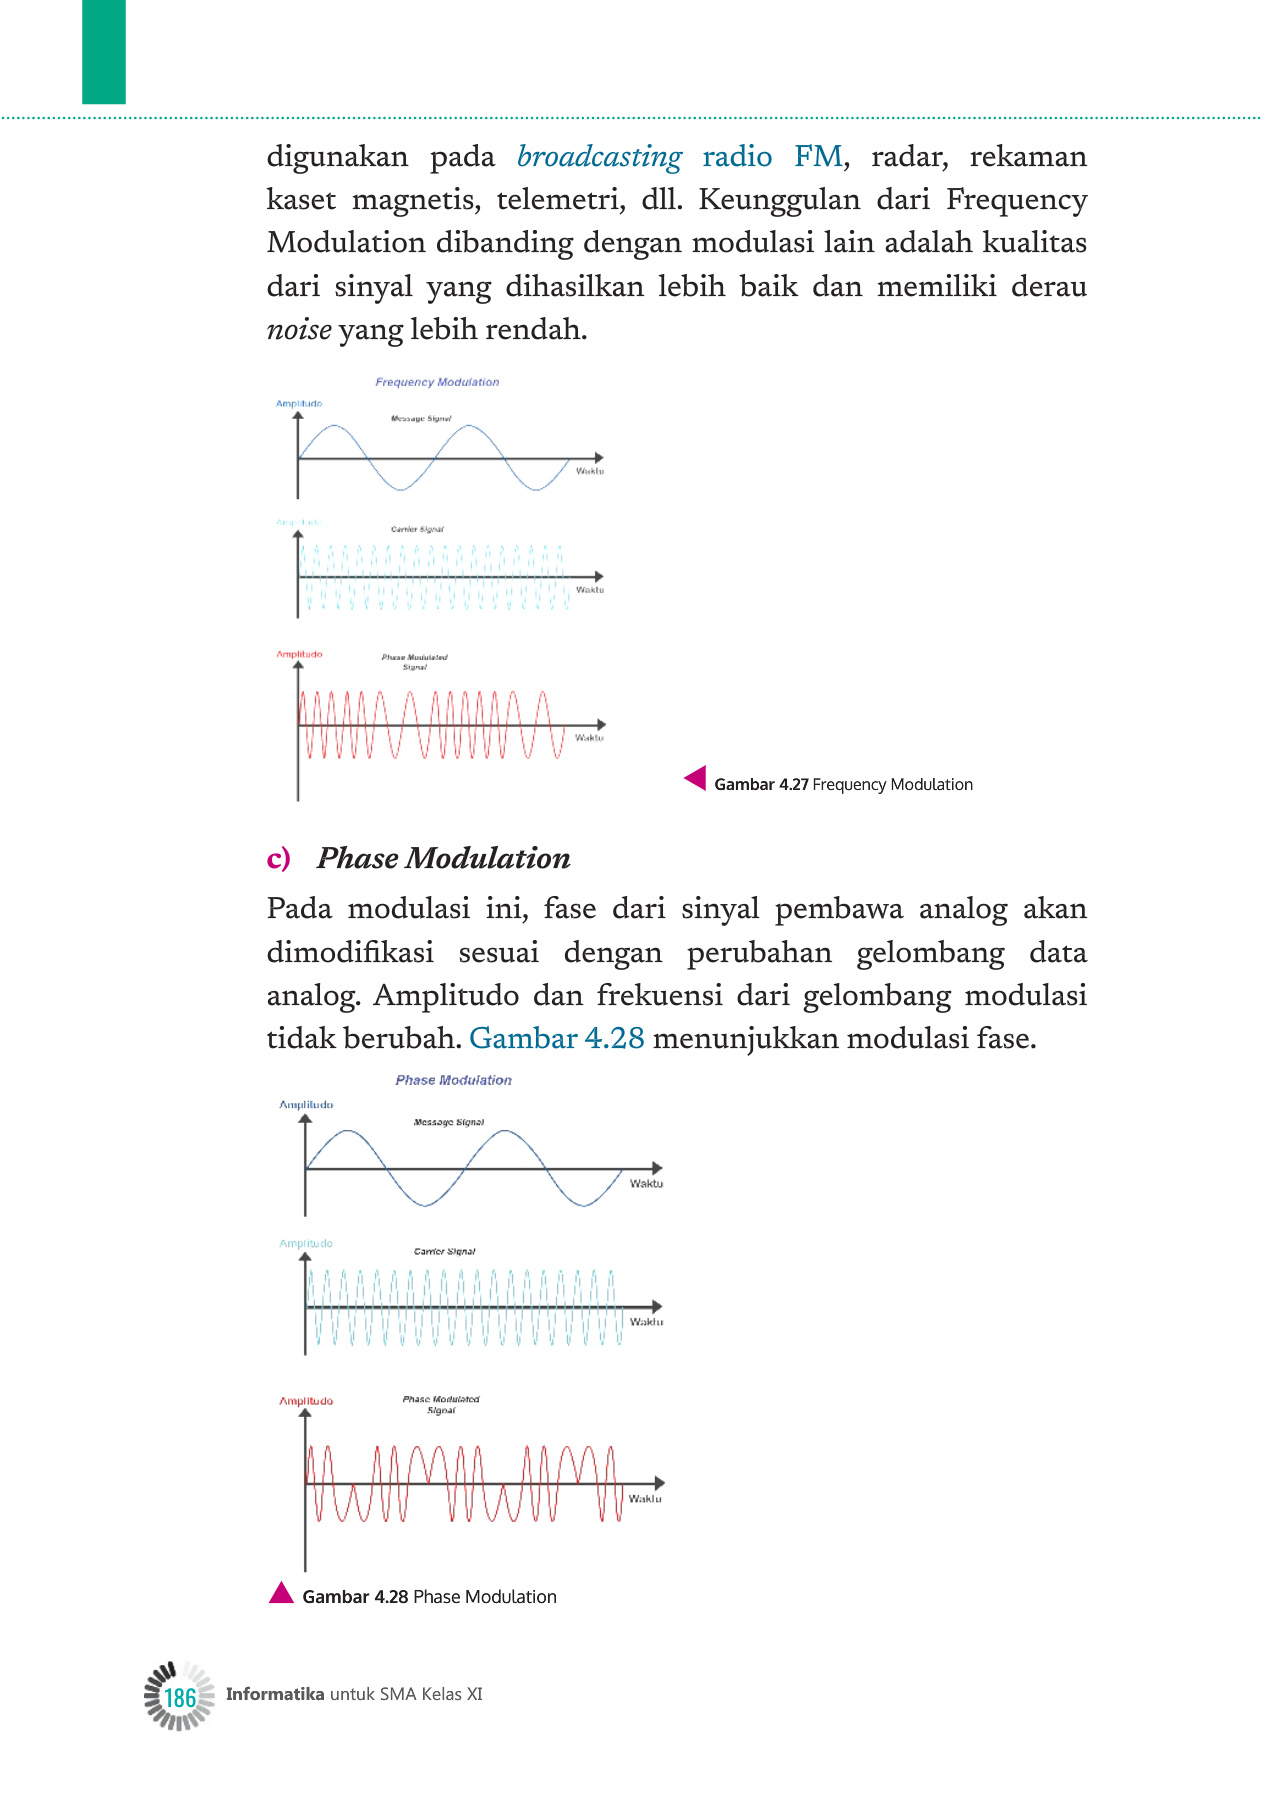 digunakan pada broadcasting radio FM, radar, rekaman
kaset magnetis, telemetri, dll. Keunggulan dari Frequency
Modulation dibanding dengan modulasi lain adalah kualitas
dari sinyal yang dihasilkan lebih baik dan memiliki derau
noise yang lebih rendah.
Frequency Modulation
Amplitudo
Message Signal
Waktu
Amplitudo
Carrier Signal
Waktu
Amplitudo
Phase Modulated
Signal
Waktu
Gambar 4.27 Frequency Modulation
c) Phase Modulation
Pada modulasi ini, fase dari sinyal pembawa analog akan
dimodifikasi sesuai dengan perubahan gelombang data
analog. Amplitudo dan frekuensi dari gelombang modulasi
tidak berubah. Gambar 4.28 menunjukkan modulasi fase.
Phase Modulation
Amplitudo
Message Signal
Waktu
Amplitudo
Carrier Signal
Waktu
Amplitudo
Phase Modulated
Signal
Waktu
Gambar 4.28 Phase Modulation
186
Informatika untuk SMA Kelas XI